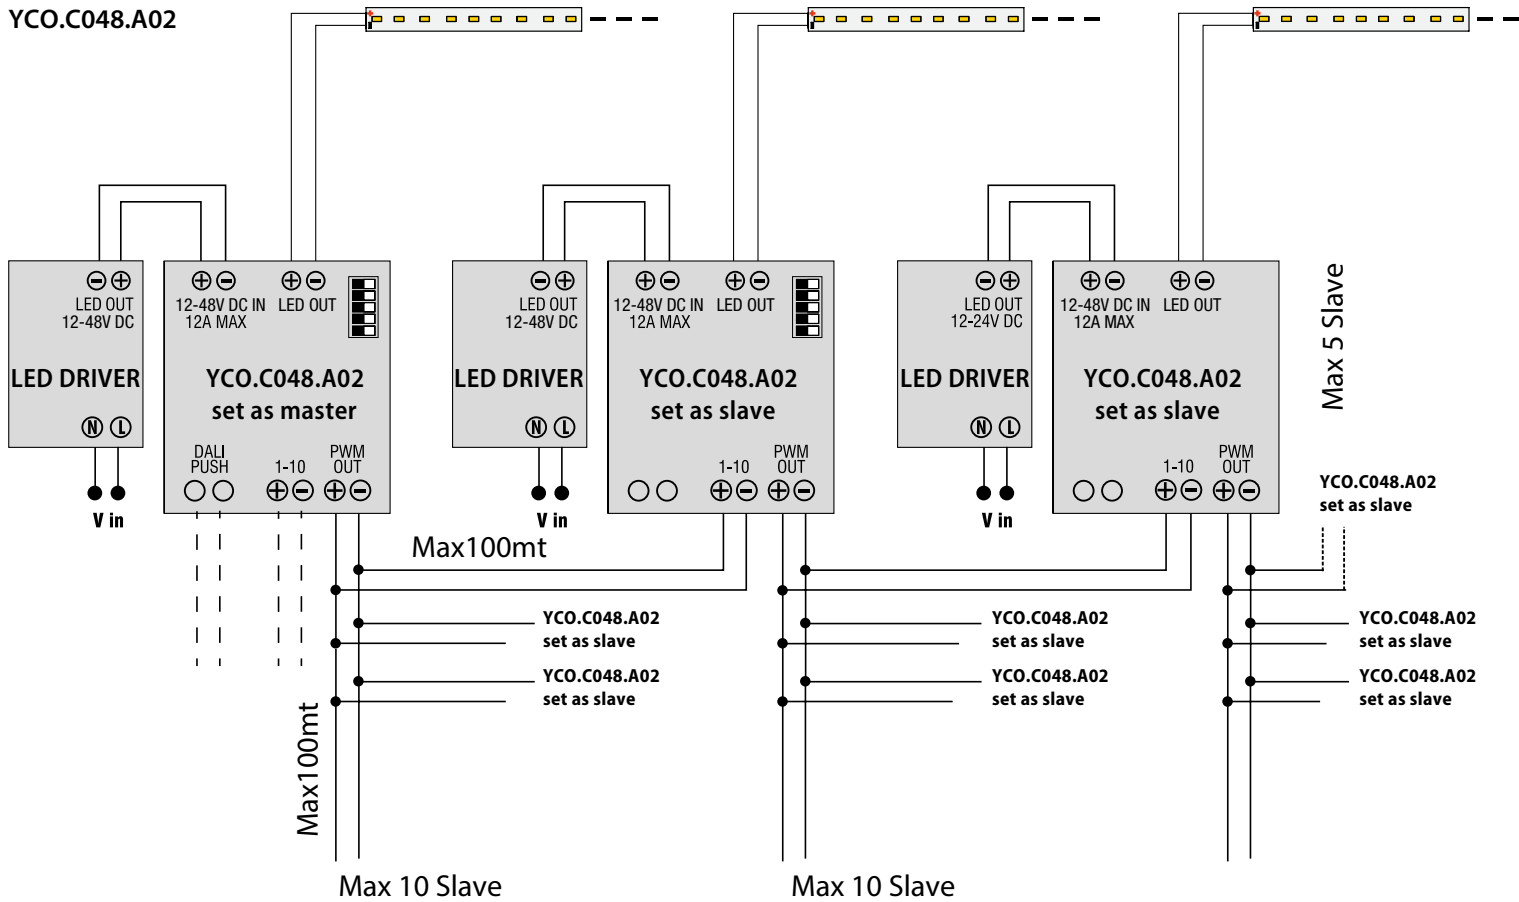 YCO.C048.A02
LED OUT
12-48V DC
LED DRIVER
N L
V in
12-48V DC IN
12A MAX
LED OUT
YCO.C048.A02
set as master
DALI
PUSH
1-10
PWM
OUT
LED OUT
12-48V DC
LED DRIVER
N L
V in
12-48V DC IN
12A MAX
LED OUT
YCO.C048.A02
set as slave
1-10
PWM
OUT
LED OUT
12-24V DC
LED DRIVER
N L
V in
12-48V DC IN
12A MAX
LED OUT
YCO.C048.A02
set as slave
1-10
PWM
OUT
Max 5 Slave
YCO.C048.A02
set as slave
Max100mt
YCO.C048.A02
set as slave
YCO.C048.A02
set as slave
YCO.C048.A02
set as slave
YCO.C048.A02
set as slave
YCO.C048.A02
set as slave
YCO.C048.A02
set as slave
Max100mt
Max 10 Slave
Max 10 Slave